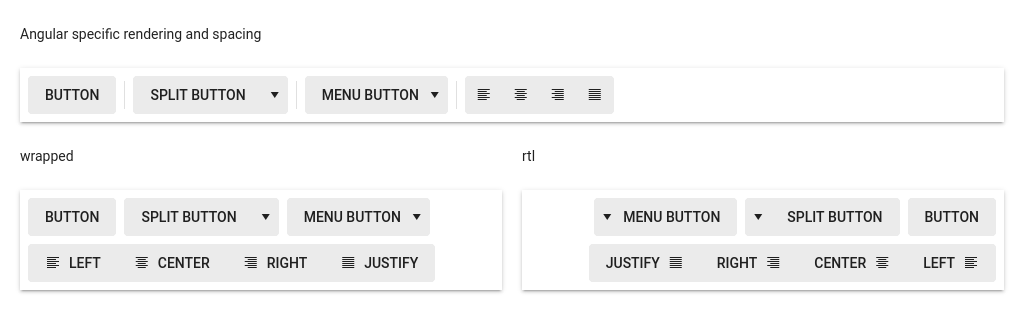 Angular specific rendering and spacing
BUTTON SPLIT BUTTON MENU BUTTON
wrapped
BUTTON SPLIT BUTTON MENU BUTTON
LEFT CENTER RIGHT JUSTIFY
rtl
MENU BUTTON SPLIT BUTTON BUTTON
JUSTIFY RIGHT CENTER LEFT